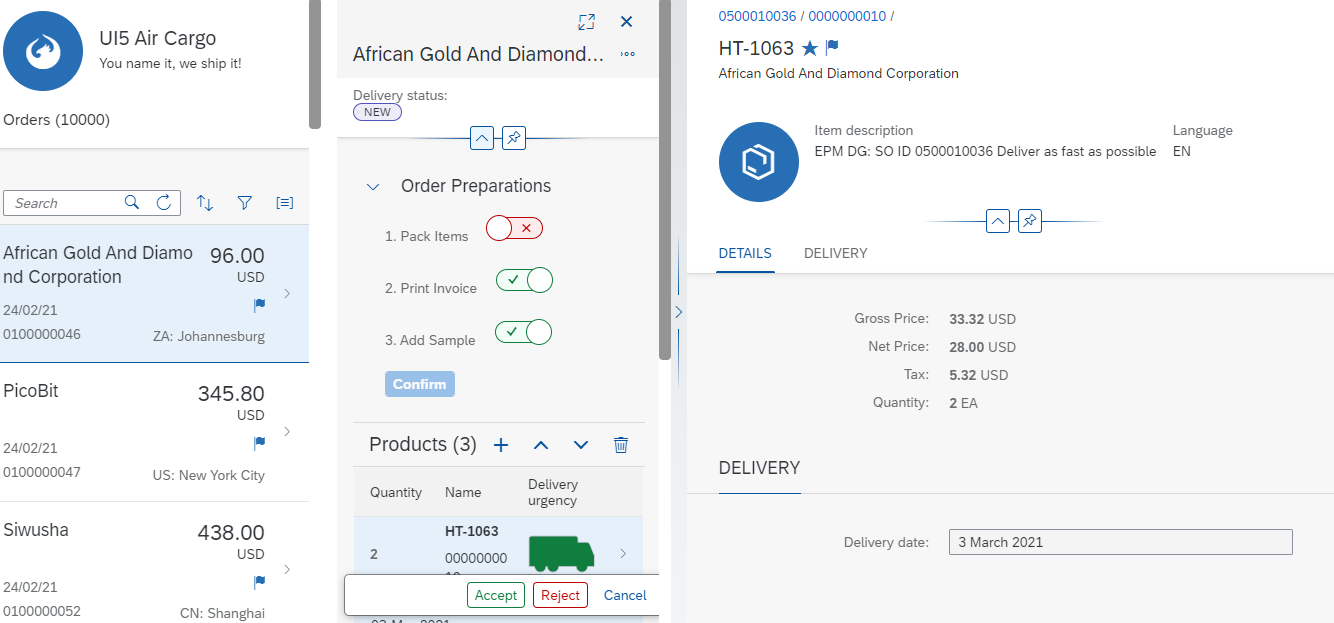 UI5 Air Cargo
You name it, we ship it!
Orders (10000)
Search
African Gold And Diamo
nd Corporation
96.00
USD
24/02/21
0100000046
ZA: Johannesburg
PicoBit
345.80
USD
24/02/21
0100000047
US: New York City
Siwusha
438.00
USD
24/02/21
0100000052
CN: Shanghai
African Gold And Diamond...
Delivery status:
NEW
Order Preparations
1. Pack Items
2. Print Invoice
3. Add Sample
Confirm
Products (3)
Quantity
Name
Delivery
urgency
2
HT-1063
00000000
Accept
Reject
Cancel
0500010036 / 0000000010 /
HT-1063
African Gold And Diamond Corporation
Item description
EPM DG: SO ID 0500010036 Deliver as fast as possible
Language
EN
DETAILS
DELIVERY
Gross Price: 33.32 USD
Net Price: 28.00 USD
Tax: 5.32 USD
Quantity: 2 EA
DELIVERY
Delivery date: 3 March 2021